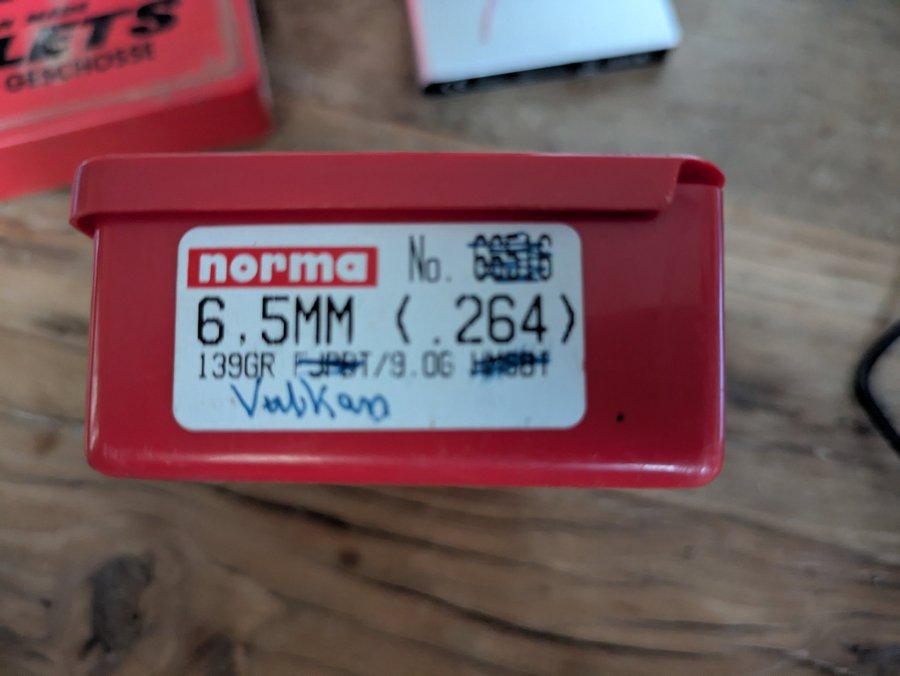 LETS
GESCHOSSE
norma No.
6.5MM (.264)
139GR /9.0G
Vulkan